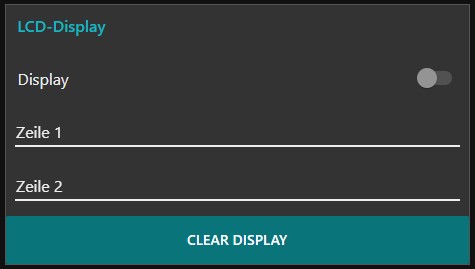 LCD-Display
Display
Zeile 1
Zeile 2
CLEAR DISPLAY